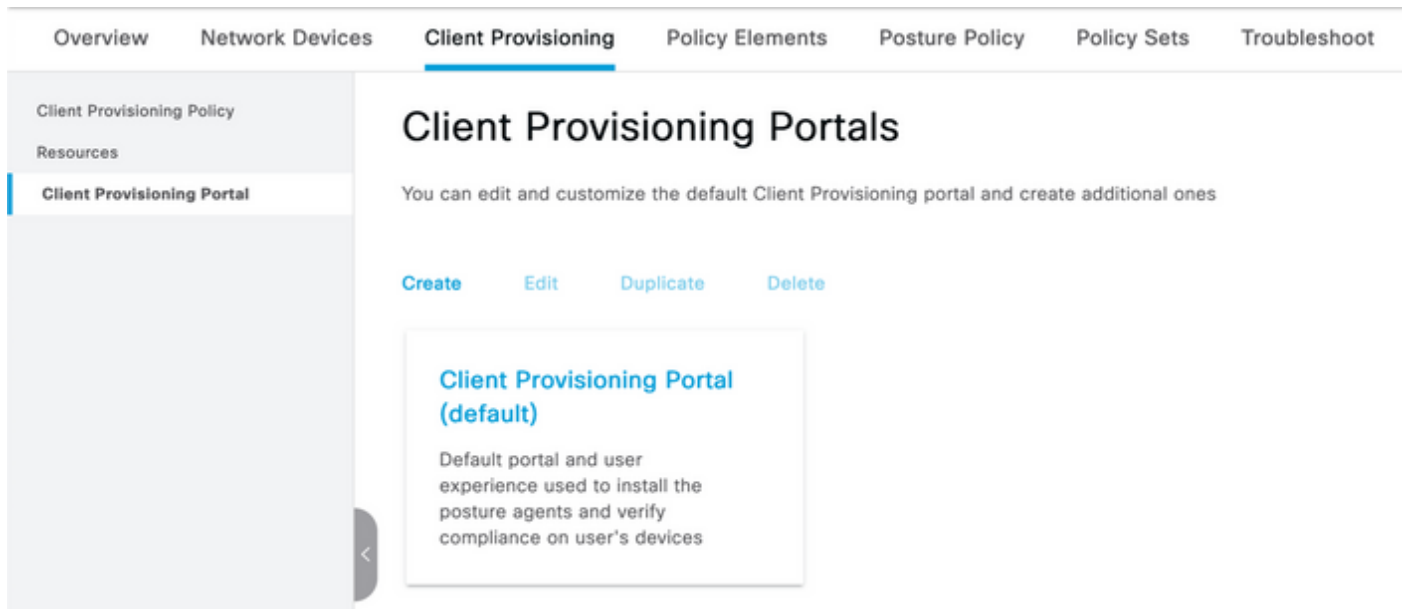 Overview Network Devices Client Provisioning Policy Elements Posture Policy Policy Sets Troubleshoot
Client Provisioning Policy
Resources
Client Provisioning Portal
Client Provisioning Portals
You can edit and customize the default Client Provisioning portal and create additional ones
Create Edit Duplicate Delete
Client Provisioning Portal
(default)
Default portal and user
experience used to install the
posture agents and verify
compliance on user's devices